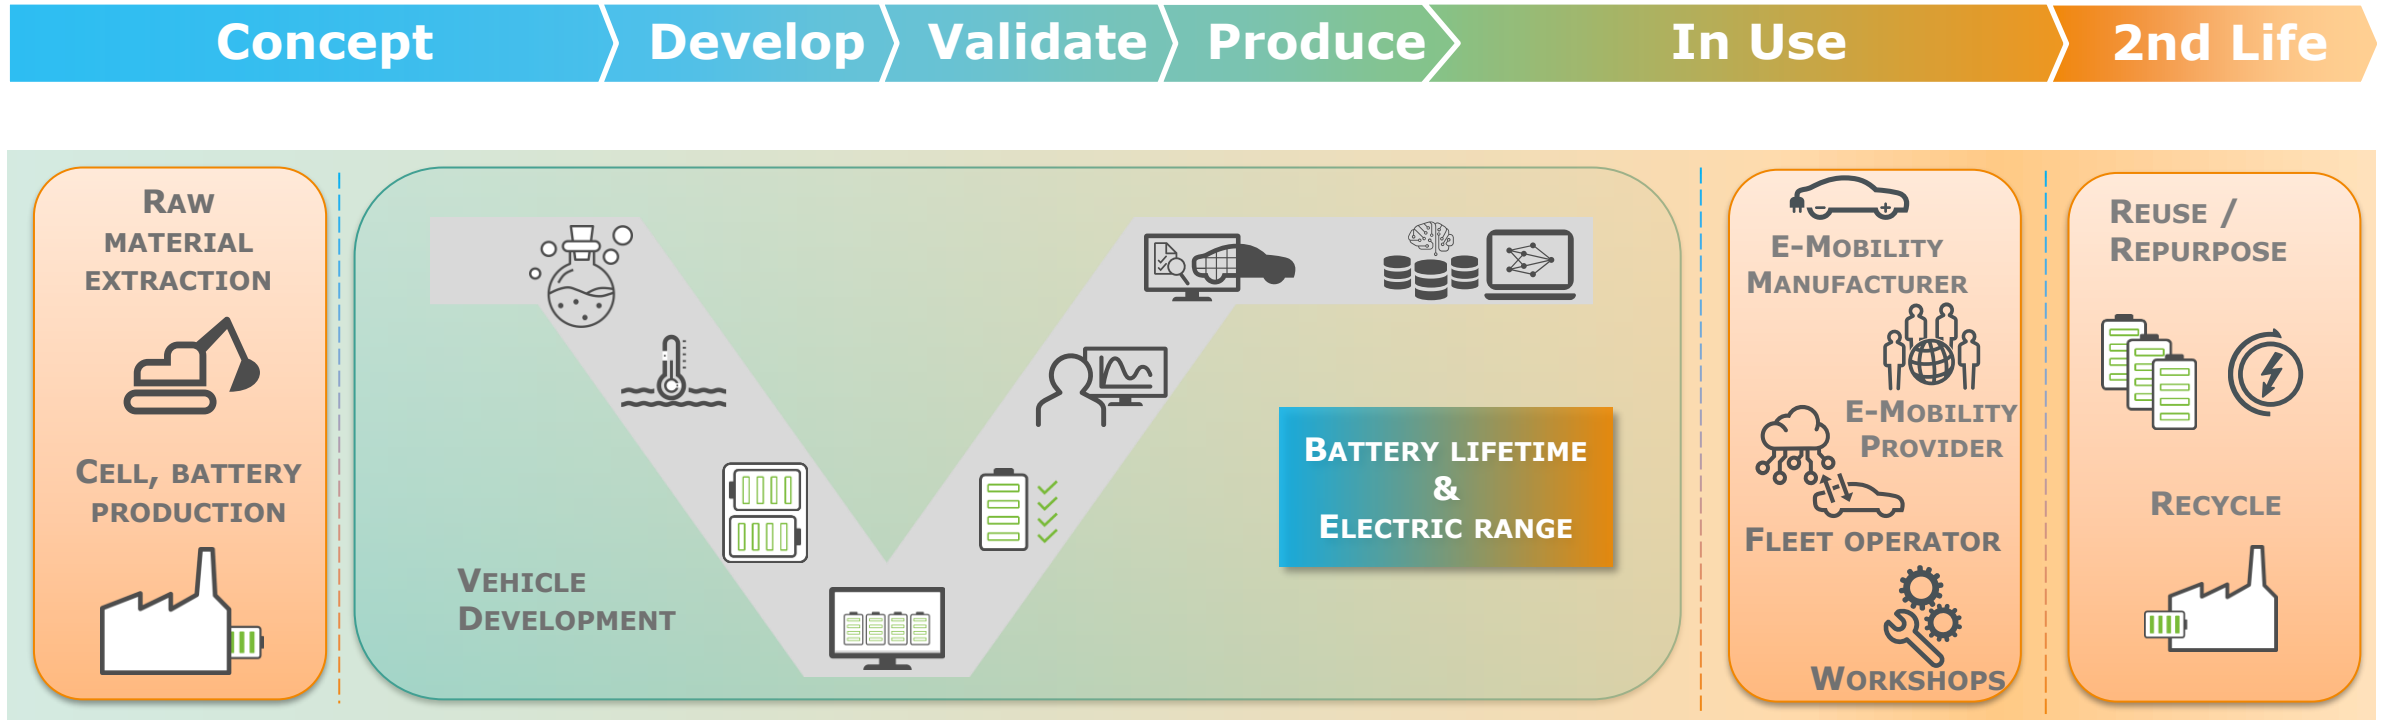 Concept
Develop
Validate
Produce
In Use
2nd Life
RAW
MATERIAL
EXTRACTION
CELL, BATTERY
PRODUCTION
VEHICLE
DEVELOPMENT
BATTERY LIFETIME
&
ELECTRIC RANGE
E-MOBILITY
MANUFACTURER
E-MOBILITY
PROVIDER
FLEET OPERATOR
WORKSHOPS
REUSE /
REPURPOSE
RECYCLE